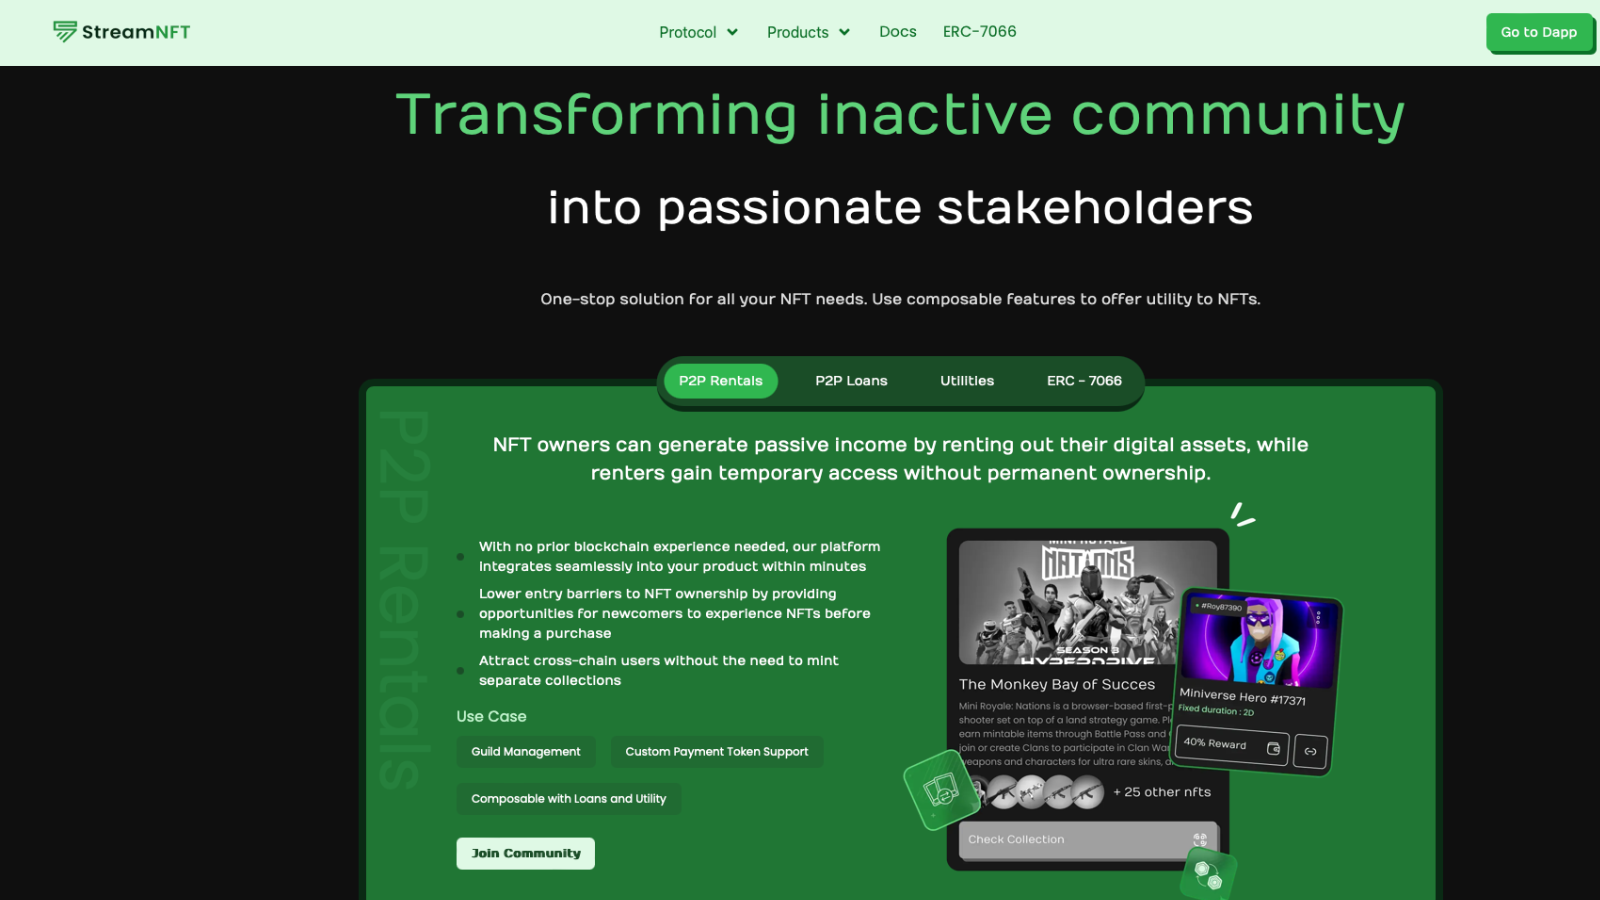 StreamNFT
Protocol
Products
Docs
ERC-7066
Go to Dapp
Transforming inactive community
into passionate stakeholders
One-stop solution for all your NFT needs. Use composable features to offer utility to NFTs.
P2P Rentals
P2P Loans
Utilities
ERC - 7066
P2P Rentals
NFT owners can generate passive income by renting out their digital assets, while
renters gain temporary access without permanent ownership.
With no prior blockchain experience needed, our platform
integrates seamlessly into your product within minutes
Lower entry barriers to NFT ownership by providing
opportunities for newcomers to experience NFTs before
making a purchase
Attract cross-chain users without the need to mint
separate collections
Use Case
Guild Management
Custom Payment Token Support
Composable with Loans and Utility
Join Community
MINI ROYALE
NATIONS
SEASON 3
HYPERDRIVE
The Monkey Bay of Succes
Mini Royale: Nations is a browser-based first-p
shooter set on top of a land strategy game.
earn mintable items through Battle Pass and
join or create Clans to participate in Clan War
weapons and characters for ultra rare skins,
+ 25 other nfts
Check Collection
#Roy87390
Miniverse Hero #17371
Fixed duration : 2D
40% Reward